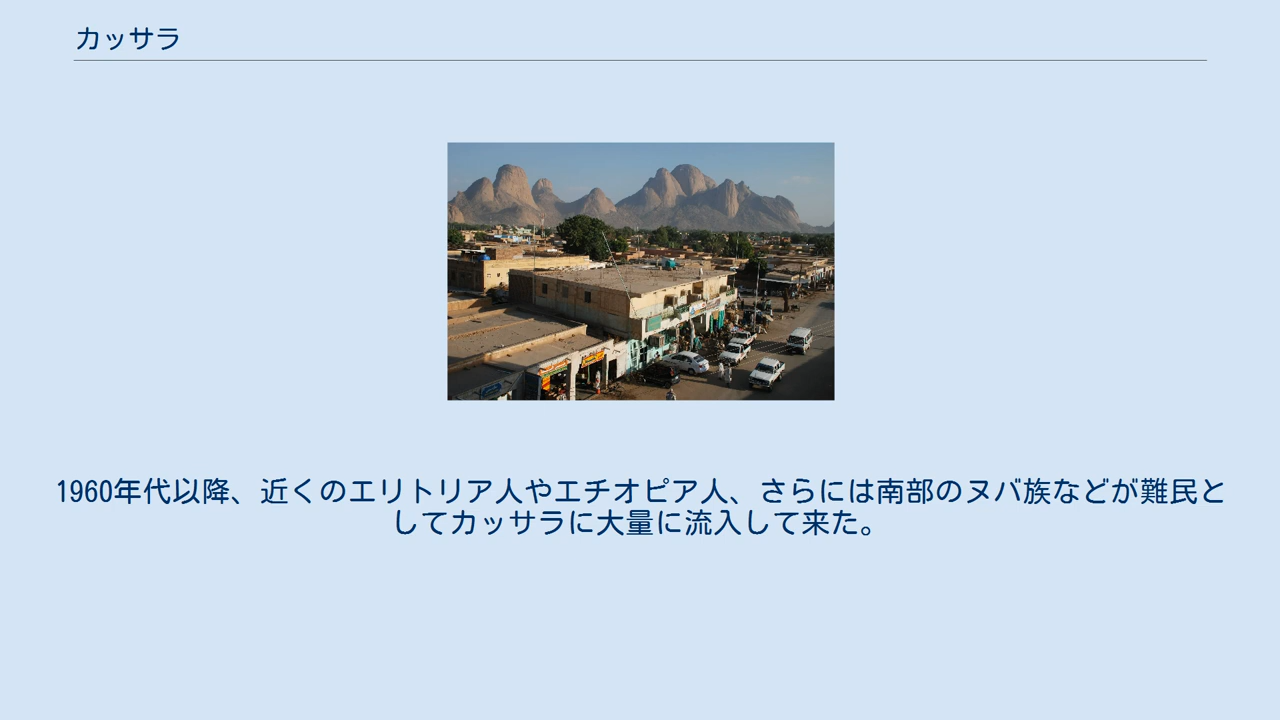 カッサラ
1960年代以降、近くのエリトリア人やエチオピア人、さらには南部のヌバ族などが難民と
してカッサラに大量に流入して来た。